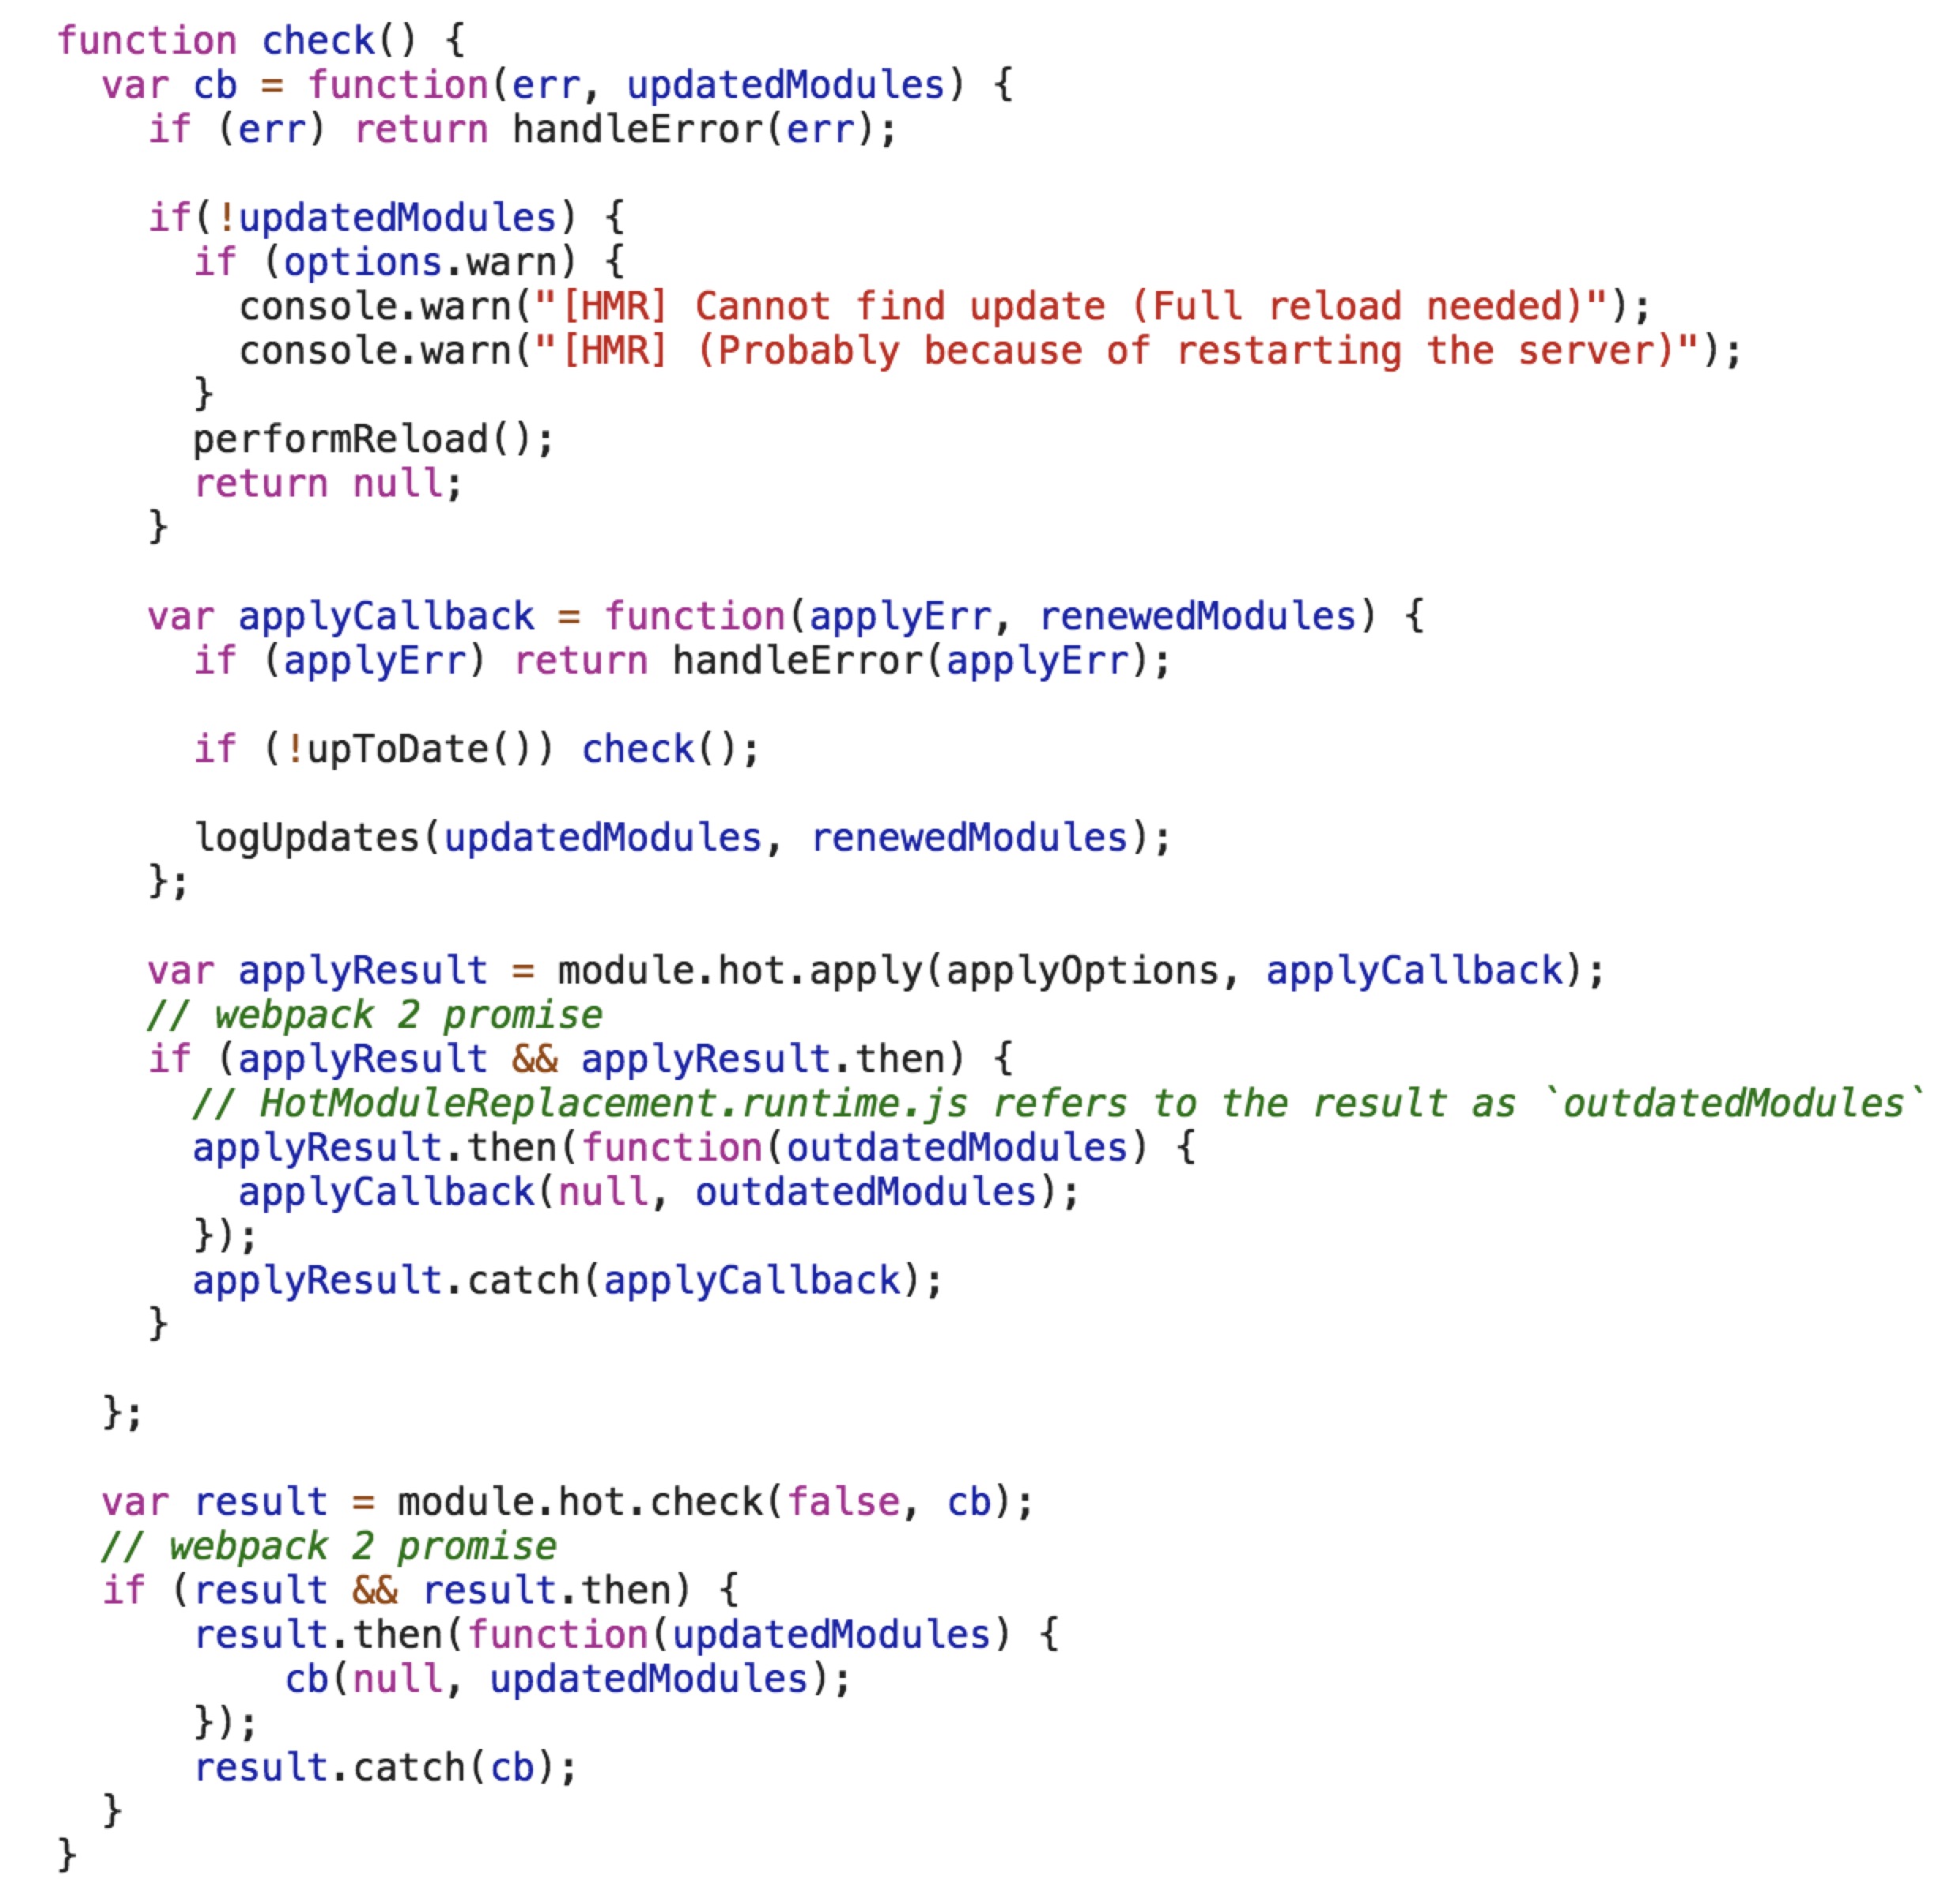 function check() {
  var cb = function(err, updatedModules) {
    if (err) return handleError(err);

    if(!updatedModules) {
      if (options.warn) {
        console.warn("[HMR] Cannot find update (Full reload needed)");
        console.warn("[HMR] (Probably because of restarting the server)");
      }
      performReload();
      return null;
    }

    var applyCallback = function(applyErr, renewedModules) {
      if (applyErr) return handleError(applyErr);

      if (!upToDate()) check();

      logUpdates(updatedModules, renewedModules);
    };

    var applyResult = module.hot.apply(applyOptions, applyCallback);
    // webpack 2 promise
    if (applyResult && applyResult.then) {
      // HotModuleReplacement.runtime.js refers to the result as `outdatedModules`
      applyResult.then(function(outdatedModules) {
        applyCallback(null, outdatedModules);
      });
      applyResult.catch(applyCallback);
    }

  };

  var result = module.hot.check(false, cb);
  // webpack 2 promise
  if (result && result.then) {
      result.then(function(updatedModules) {
          cb(null, updatedModules);
      });
      result.catch(cb);
  }
}